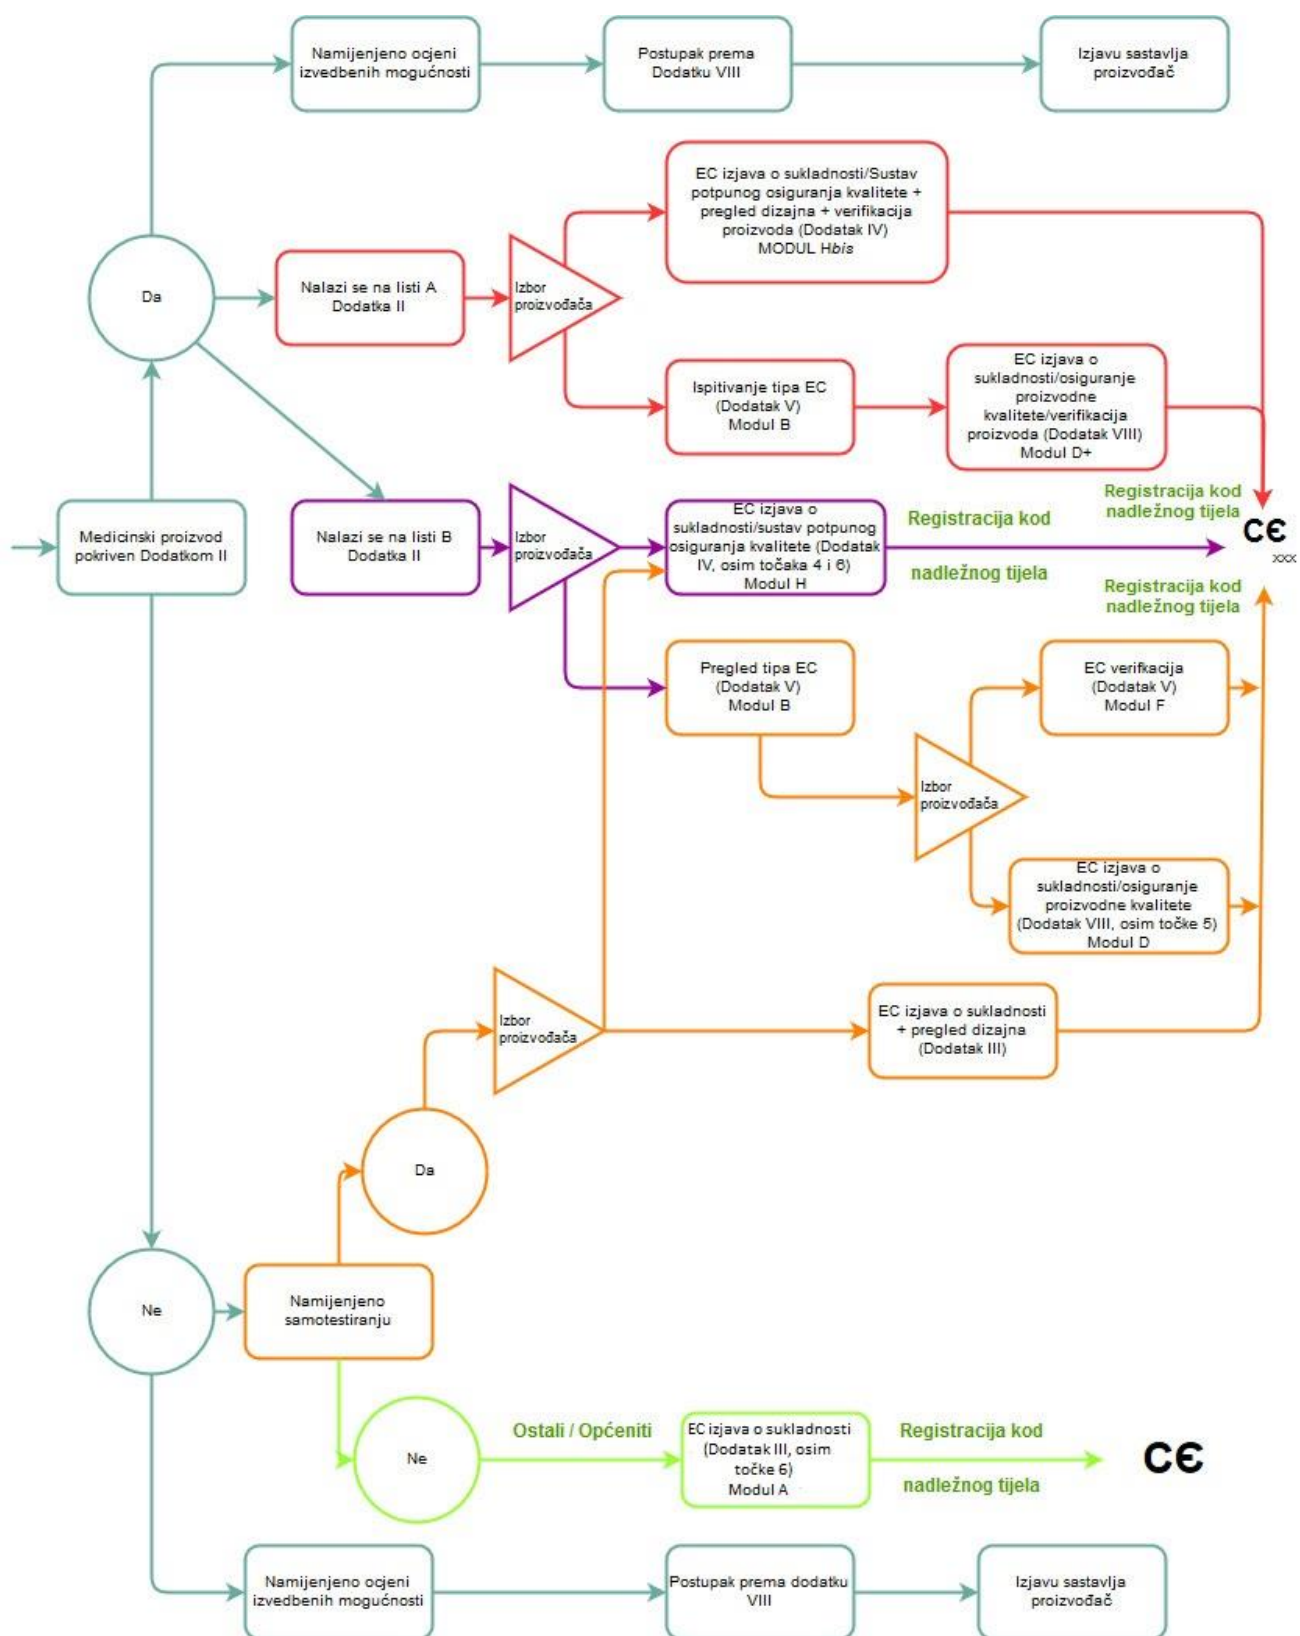 Namijenjeno ocjeni
izvedbenih mogućnosti
Postupak prema
Dodatku VIII
Izjavu sastavlja
proizvođač
EC izjava o sukladnosti/Sustav
potpunog osiguranja kvalitete +
pregled dizajna + verifikacija
proizvoda (Dodatak IV)
MODUL Hbis
Da
Nalazi se na listi A
Dodatka II
Izbor
proizvođača
Ispitivanje tipa EC
(Dodatak V)
Modul B
EC izjava o
sukladnosti/osiguranje
proizvodne
kvalitete/verifikacija
proizvoda (Dodatak VIII)
Modul D+
Medicinski proizvod
pokriven Dodatkom II
Nalazi se na listi B
Dodatka II
Izbor
proizvođača
EC izjava o
sukladnosti/sustav potpunog
osiguranja kvalitete (Dodatak
IV, osim točaka 4 i 6)
Modul H
Registracija kod
nadležnog tijela
Registracija kod
nadležnog tijela
CE
xxx
Registracija kod
nadležnog tijela
Pregled tipa EC
(Dodatak V)
Modul B
EC verifkacija
(Dodatak V)
Modul F
Izbor
proizvođača
EC izjava o
sukladnosti/osiguranje
proizvodne kvalitete
(Dodatak VIII, osim točke 5)
Modul D
Izbor
proizvođača
EC izjava o sukladnosti
+ pregled dizajna
(Dodatak III)
Da
Ne
Namijenjeno
samotestiranju
Ne
Ostali / Općeniti
EC izjava o sukladnosti
(Dodatak III, osim
točke 6)
Modul A
Registracija kod
nadležnog tijela
CE
Namijenjeno ocjeni
izvedbenih mogućnosti
Postupak prema dodatku
VIII
Izjavu sastavlja
proizvođač